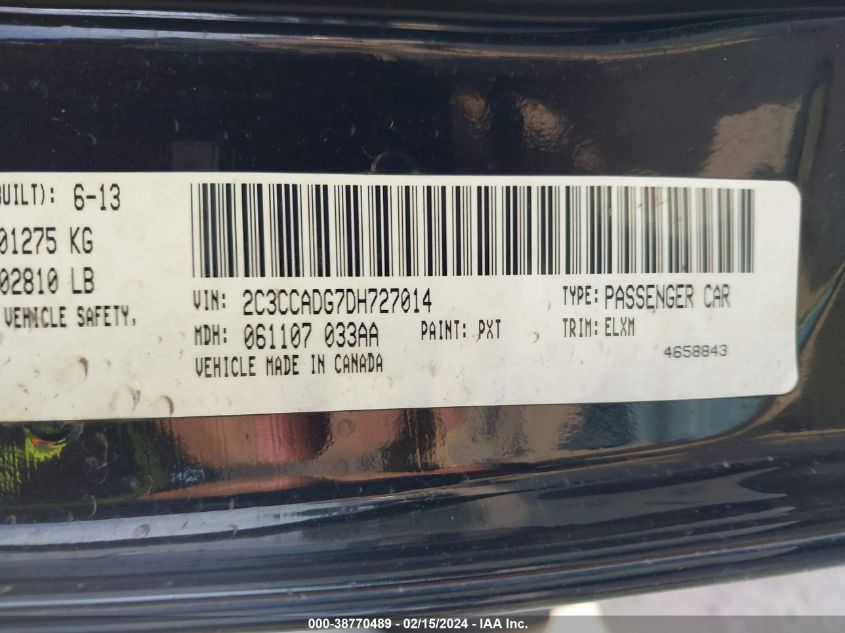 BUILT): 6-13
01275 KG
02810 LB
VEHICLE SAFETY,
VIN: 2C3CCADG7DH727014
TYPE: PASSENGER CAR
MDH: 061107 033AA
PAINT: PXT
TRIM: ELXM
VEHICLE MADE IN CANADA
4658843
000-38770489 - 02/15/2024 - IAA Inc.